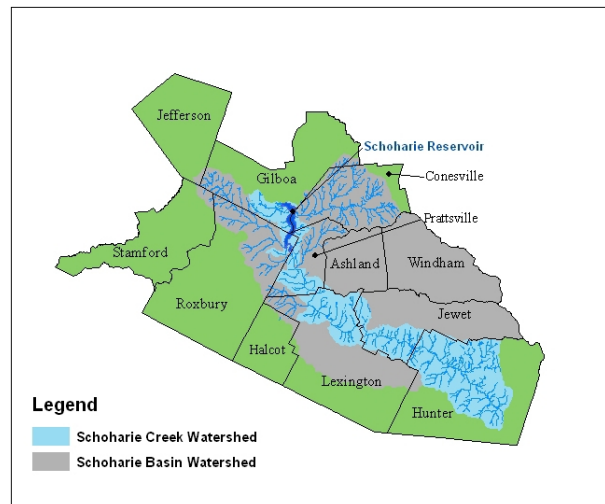 Jefferson
Schoharie Reservoir
Gilboa
Conesville
Prattsville
Stamford
Ashland
Windham
Roxbury
Jewet
Halcot
Lexington
Hunter
Legend
Schoharie Creek Watershed
Schoharie Basin Watershed